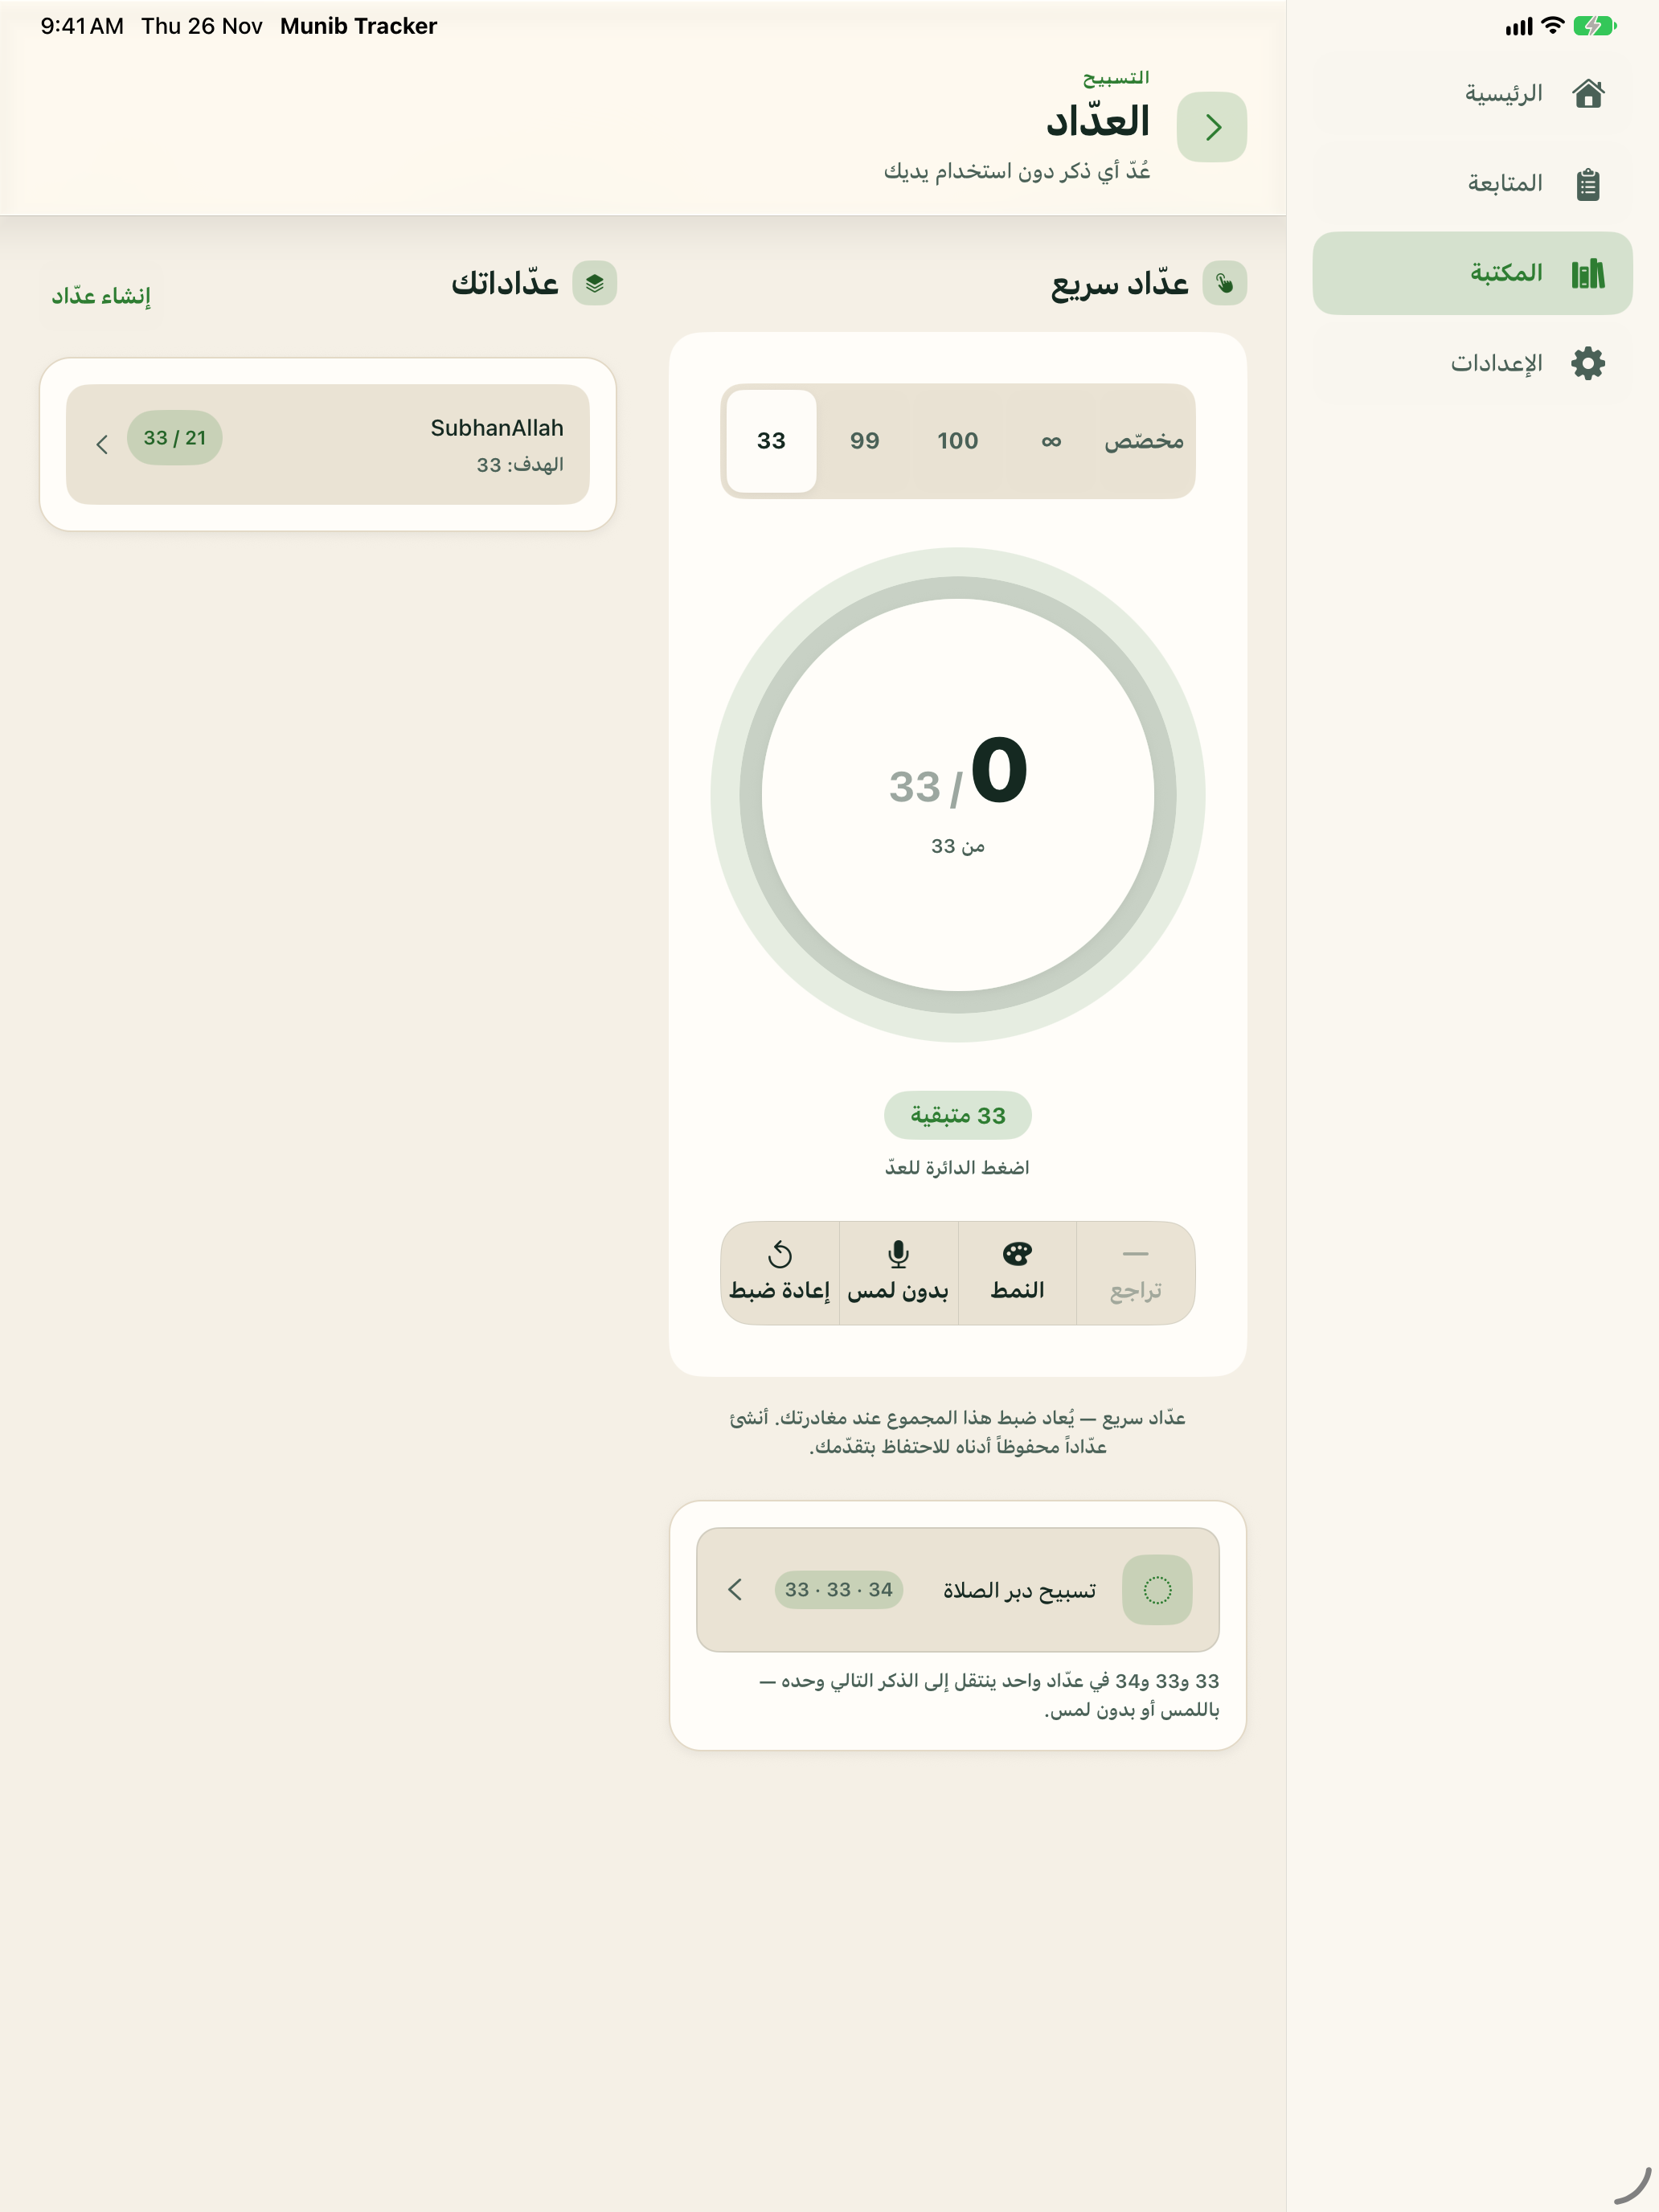 9:41 AM Thu 26 Nov Munib Tracker
الرئيسية
المتابعة
المكتبة
الإعدادات
التسبيح
العدّاد
عُدّ أي ذكر دون استخدام يديك
عدّاد سريع
مخصّص ∞ 100 99 33
0 / 33
من 33
33 متبقية
اضغط الدائرة للعدّ
تراجع النمط بدون لمس إعادة ضبط
عدّاد سريع — يُعاد ضبط هذا المجموع عند مغادرتك. أنشئ
عدّاداً محفوظاً أدناه للاحتفاظ بتقدّمك.
تسبيح دبر الصلاة 33 · 33 · 34
33 و33 و34 في عدّاد واحد ينتقل إلى الذكر التالي وحده —
باللمس أو بدون لمس.
عدّاداتك
إنشاء عدّاد
SubhanAllah
33 / 21
الهدف: 33